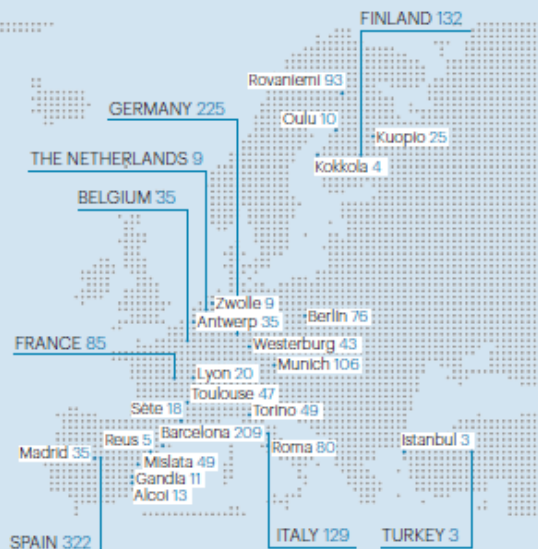 FINLAND 132
Rovaniemi 93
GERMANY 225
Oulu 10
Kuopio 25
THE NETHERLANDS 9
Kokkola 4
BELGIUM 35
Zwolle 9
Berlin 76
Antwerp 35
FRANCE 85
Westerburg 43
Munich 106
Lyon 20
Toulouse 47
Sète 18
Torino 49
Reus 5
Barcelona 209
Istanbul 3
Madrid 35
Roma 80
Mislata 49
Gandia 11
Alcoi 13
SPAIN 322
ITALY 129
TURKEY 3